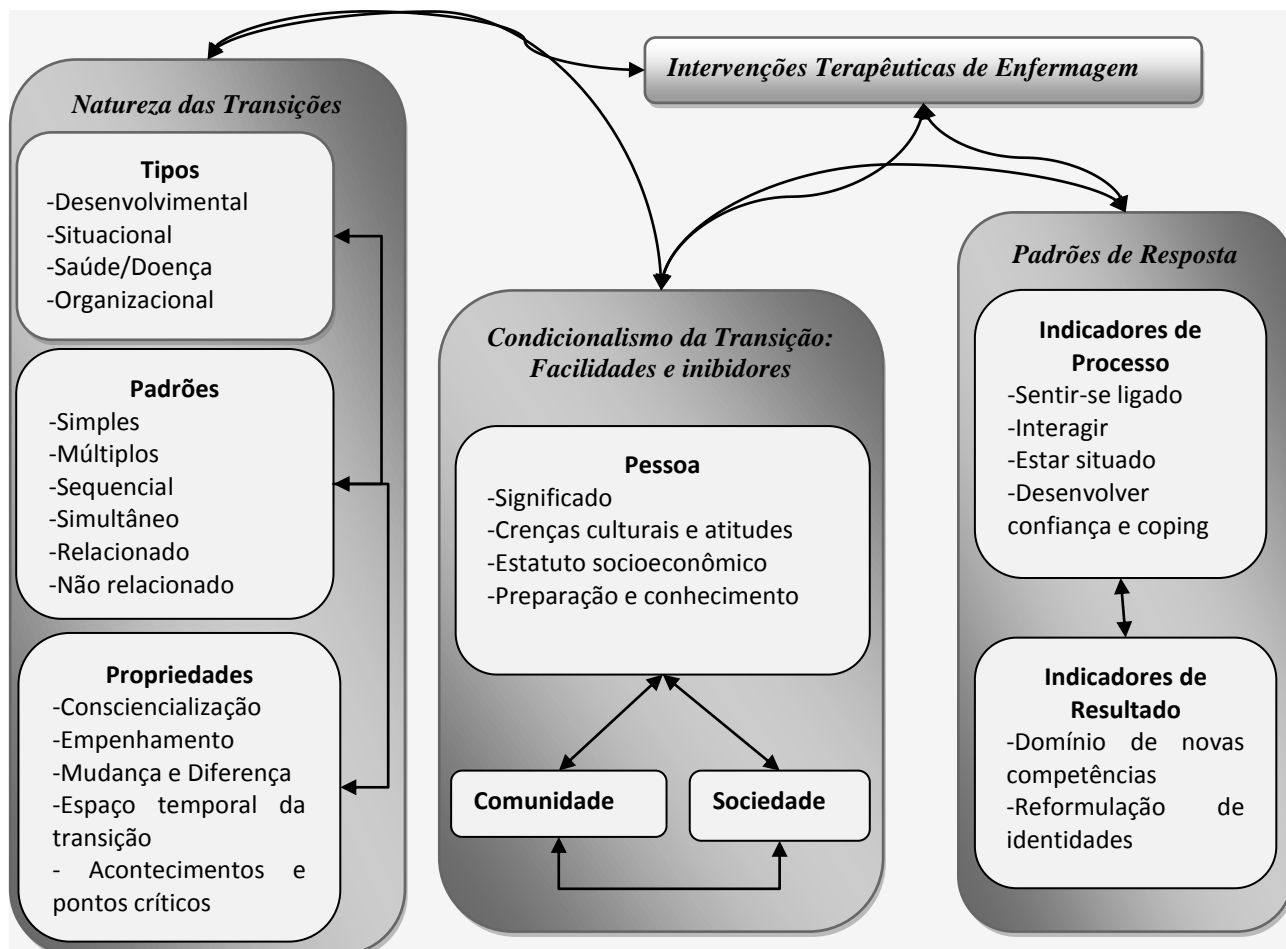 Intervenções Terapêuticas de Enfermagem
Natureza das Transições
Tipos
-Desenvolvimental
-Situacional
-Saúde/Doença
-Organizacional
Padrões
-Simples
-Múltiplos
-Sequencial
-Simultâneo
-Relacionado
-Não relacionado
Propriedades
-Consciencialização
-Empenhamento
-Mudança e Diferença
-Espaço temporal da
transição
- Acontecimentos e
pontos críticos
Condicionalismo da Transição:
Facilidades e inibidores
Pessoa
-Significado
-Crenças culturais e atitudes
-Estatuto socioeconômico
-Preparação e conhecimento
Comunidade
Sociedade
Padrões de Resposta
Indicadores de
Processo
-Sentir-se ligado
-Interagir
-Estar situado
-Desenvolver
confiança e coping
Indicadores de
Resultado
-Domínio de novas
competências
-Reformulação de
identidades